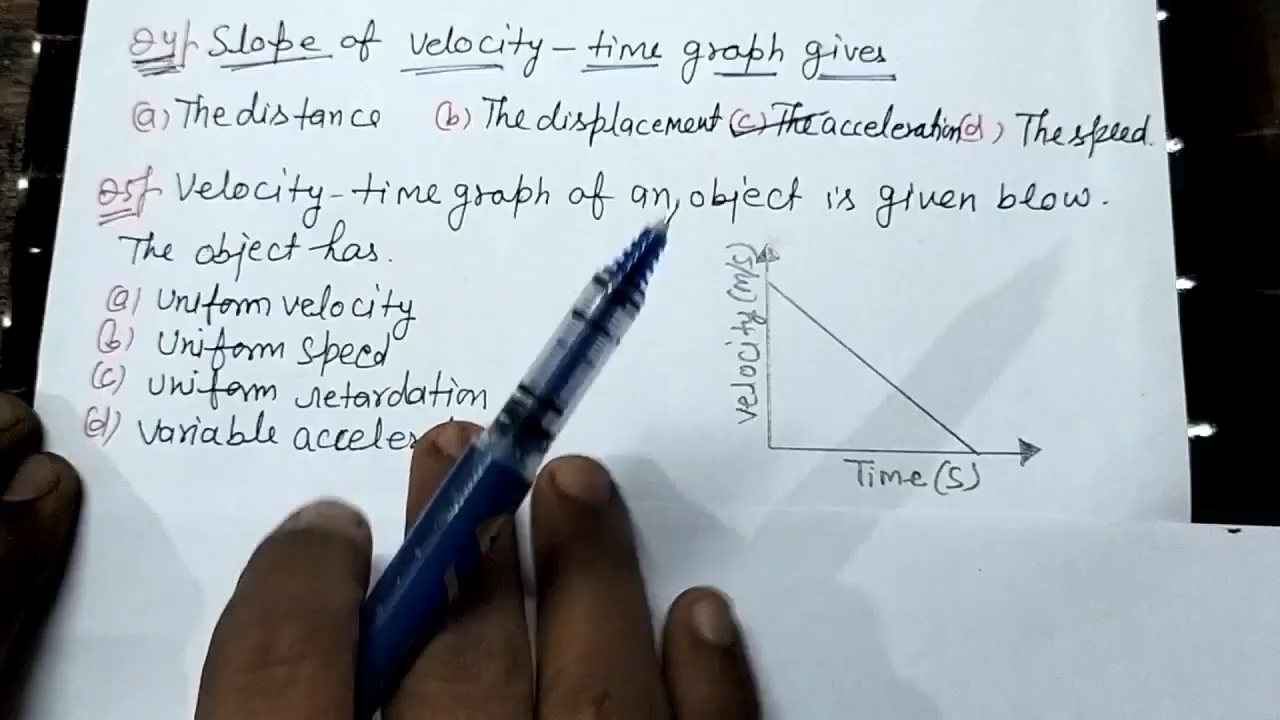 Q4/ Slope of velocity-time graph gives
(a) The distance (b) The displacement (c) The acceleration (d) The speed.
Q5/ Velocity-time graph of an object is given blow.
The object has.
(a) Uniform velocity
(b) Uniform speed
(c) uniform retardation
(d) variable
Velocity (m/s)
Time (s)